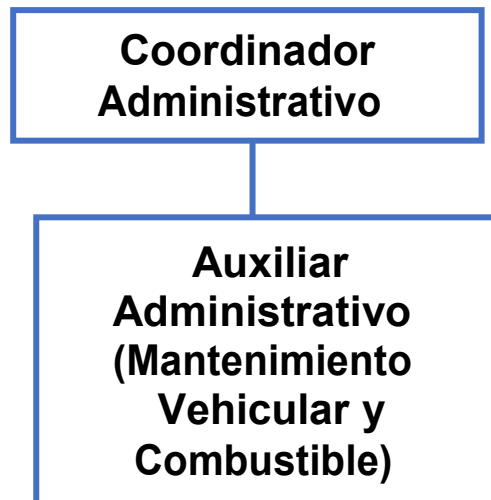 Coordinador
Administrativo
Auxiliar
Administrativo
(Mantenimiento
Vehicular y
Combustible)